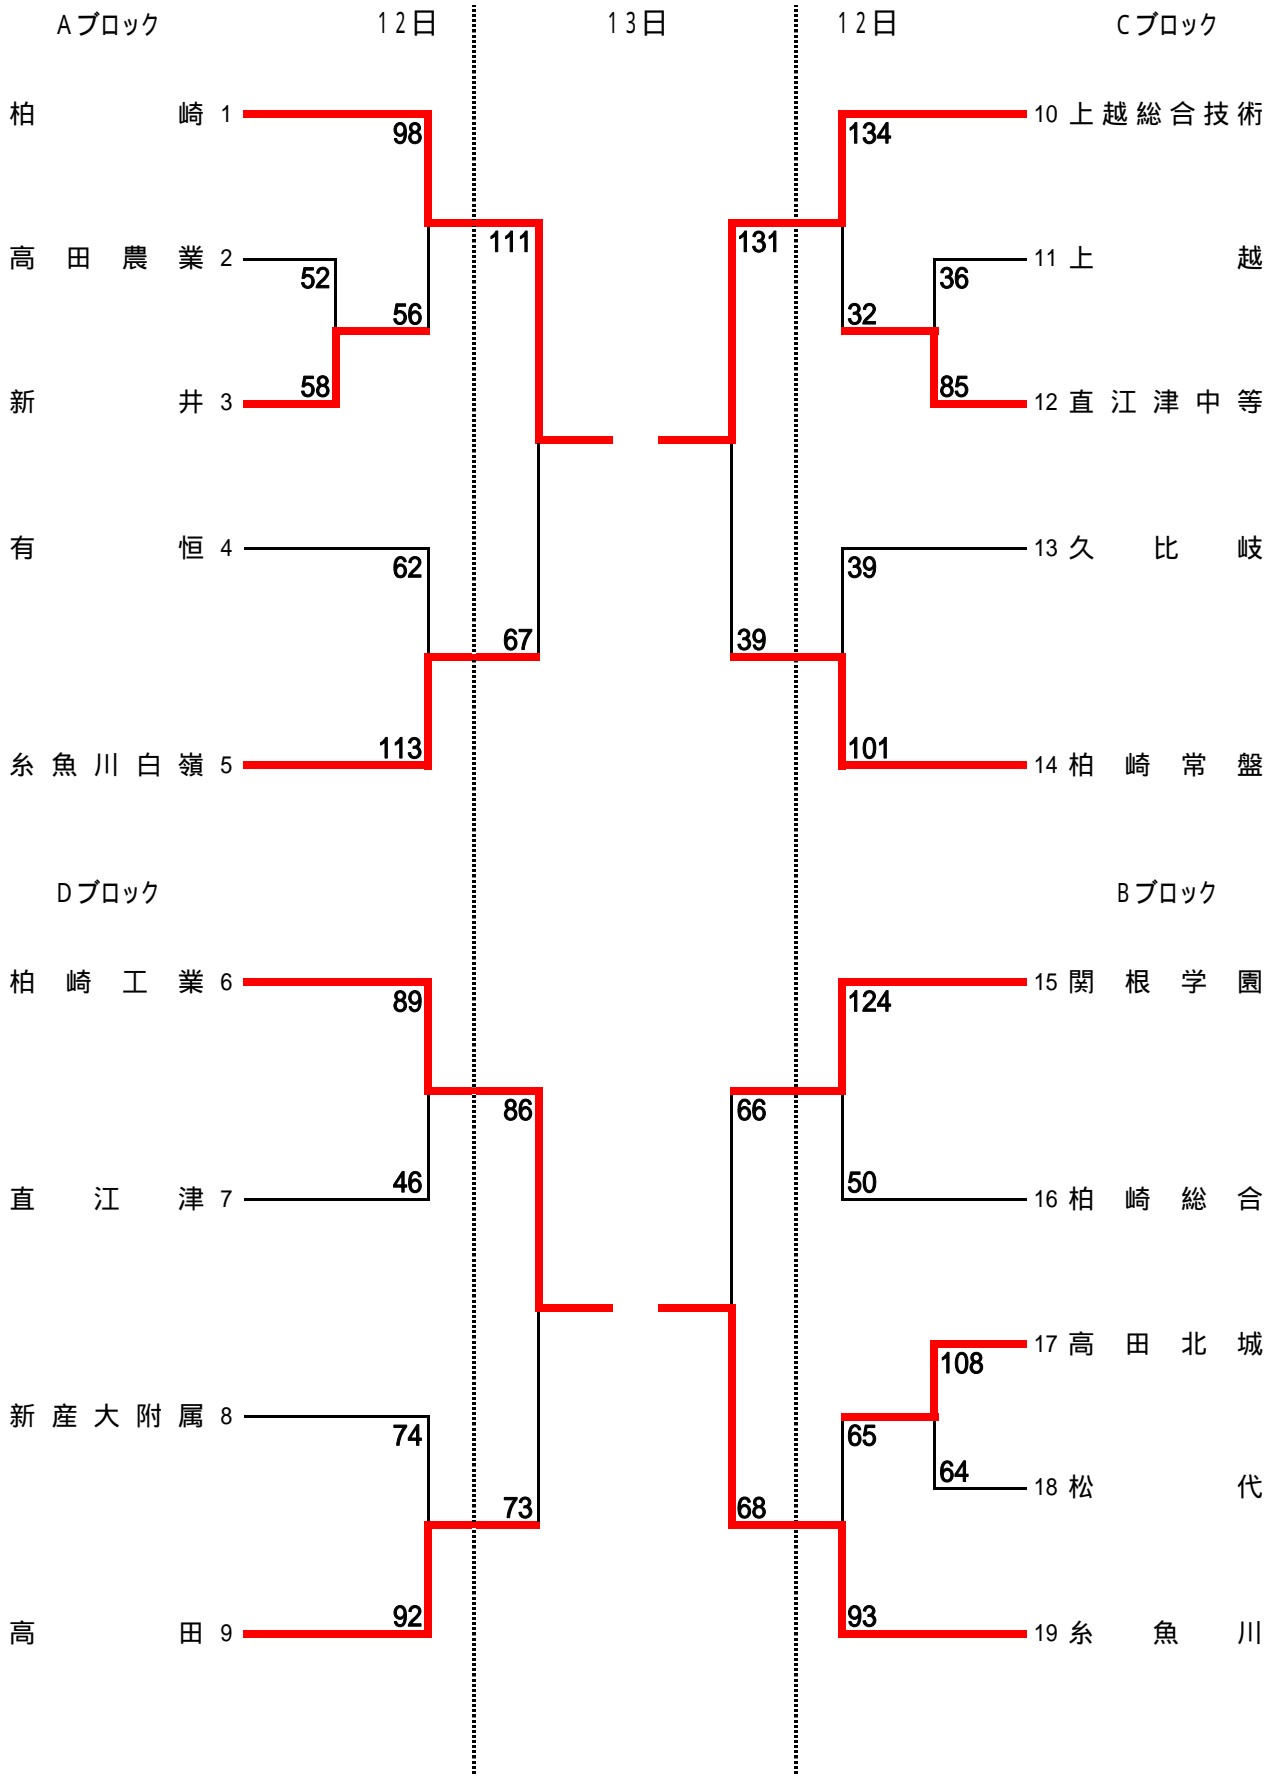 Aブロック 12日 13日 12日 Cブロック
柏崎 1 10 上越総合技術
98 134
111 131
高田農業 2 11 上越
52 36
56 32
58 85
新井 3 12 直江津中等
有恒 4 13 久比岐
62 39
67 39
113 101
糸魚川白嶺 5 14 柏崎常盤
Dブロック Bブロック
柏崎工業 6 15 関根学園
89 124
86 66
46 50
直江津 7 16 柏崎総合
17 高田北城
108
新産大附属 8
74 65
64
18 松代
73 68
92 93
高田 9 19 糸魚川